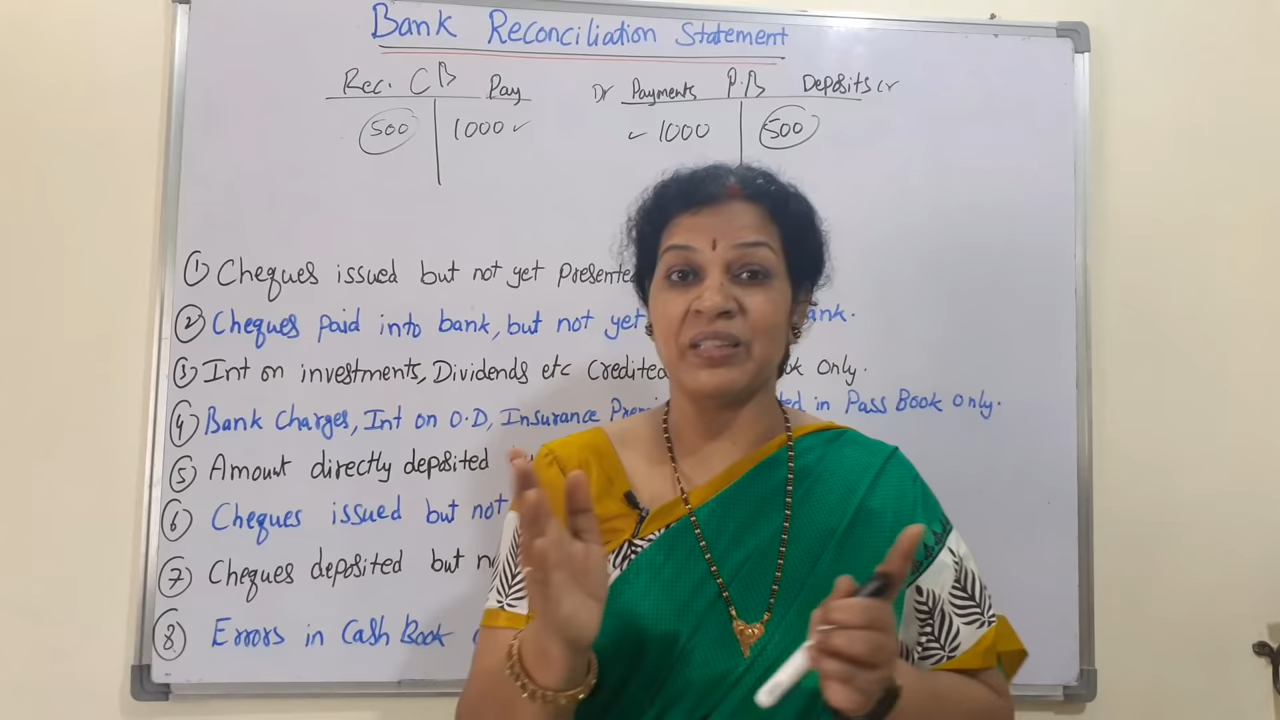 Bank Reconciliation Statement
Rec. C B Pay Dr Payments P.B Deposits cr
500 1000 ✓ ✓ 1000 500
① Cheques issued but not yet Presented
② Cheques Paid into bank, but not yet ank.
③ Int on investments, Dividends etc Credited ok Only.
④ Bank Charges, Int on O.D, Insurance in Pass Book Only.
⑤ Amount directly deposited
⑥ Cheques issued but not
⑦ Cheques deposited but
⑧ Errors in Cash Book